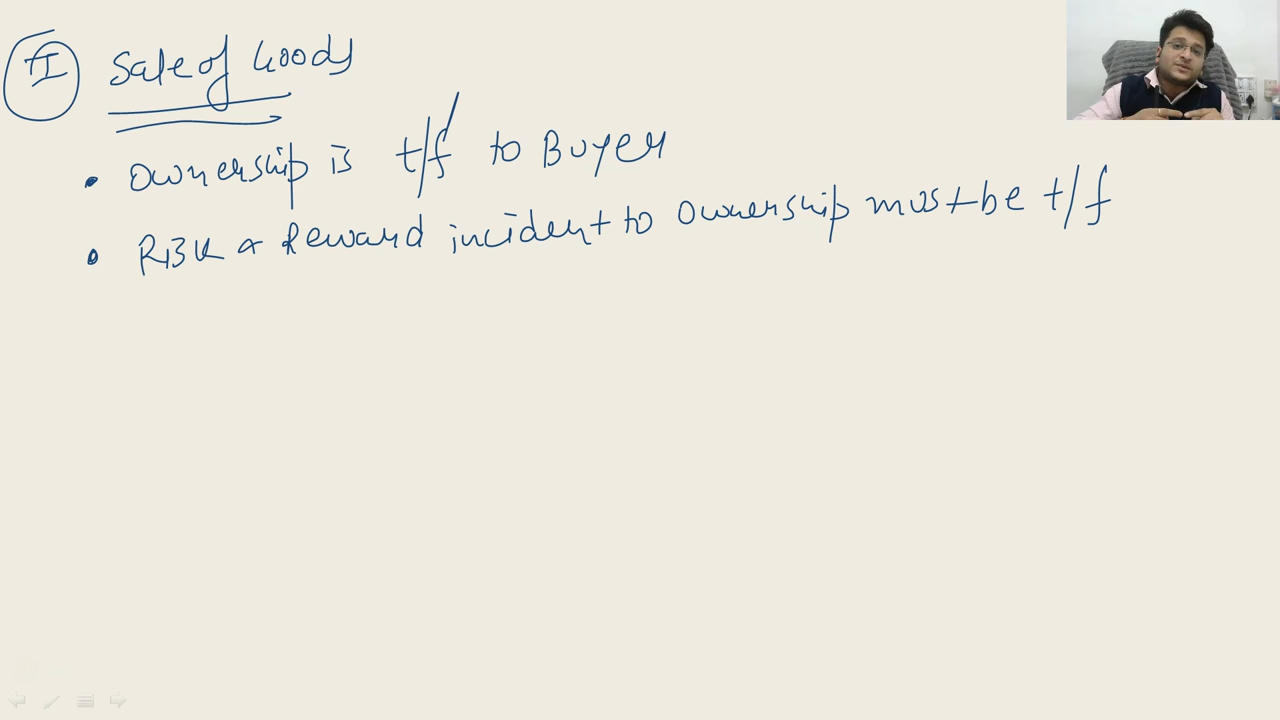 I Sale of Goods
• Ownership is t/f to Buyer
• Risk & Reward incident to Ownership must be t/f